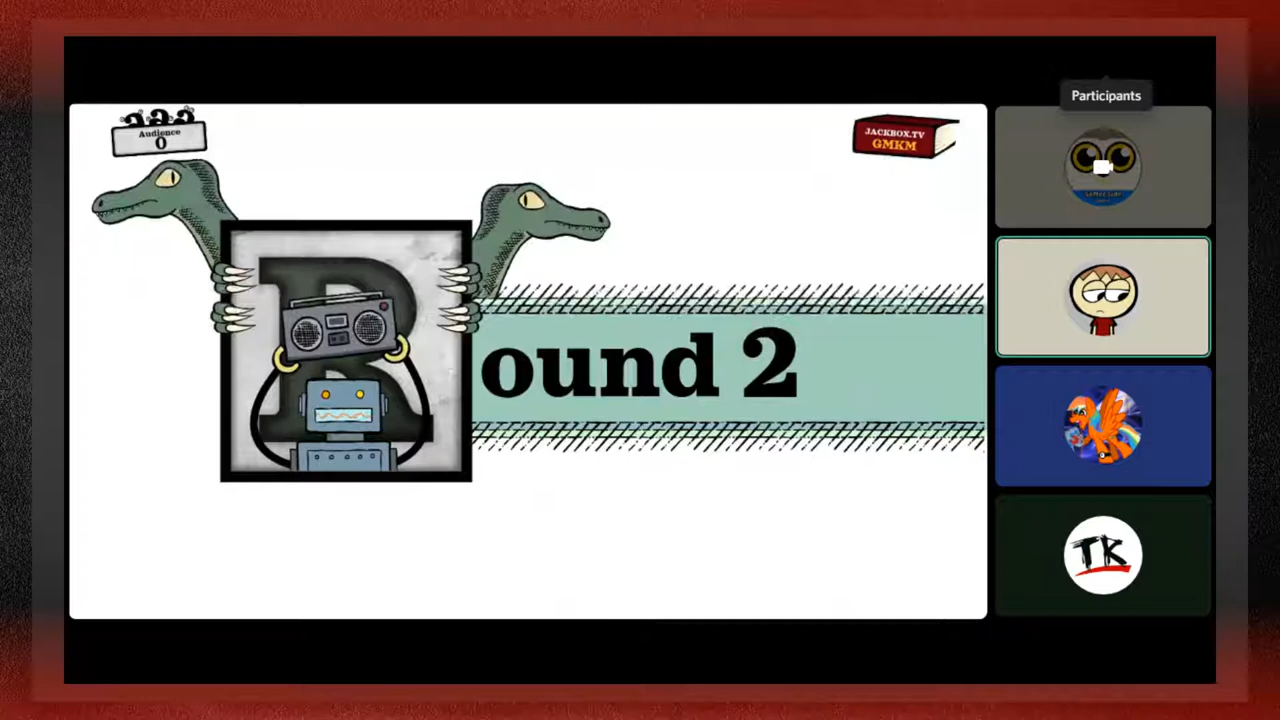 Participants
Audience
0
JACKBOX.TV
GMKM
Round 2
TK